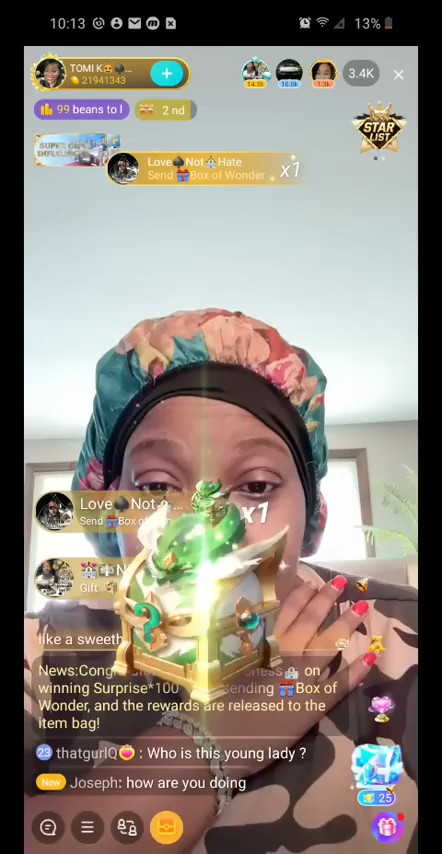 10:13
13%
TOMI K😍♠...
21941343
+
14.2k
10.0k
1.3k
3.4K
99 beans to l
2 nd
STAR
LIST
SUPER
Love♠Not Hate
Send Box of Wonder
x1
Love♠Not ...
Send Box of
x1
N
Gift
like a sweeth
News:Congr on
winning Surprise*100 sending Box of
Wonder, and the rewards are released to the
item bag!
23 thatgurlQ : Who is this young lady ?
New Joseph: how are you doing
25